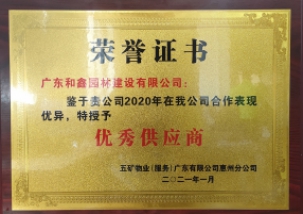 荣誉证书
广东和鑫园林建设有限公司：
鉴于贵公司2020年在我公司合作表现
优异，特授予
优秀供应商
五矿物业（服务）广东有限公司惠州分公司
二〇二一年一月